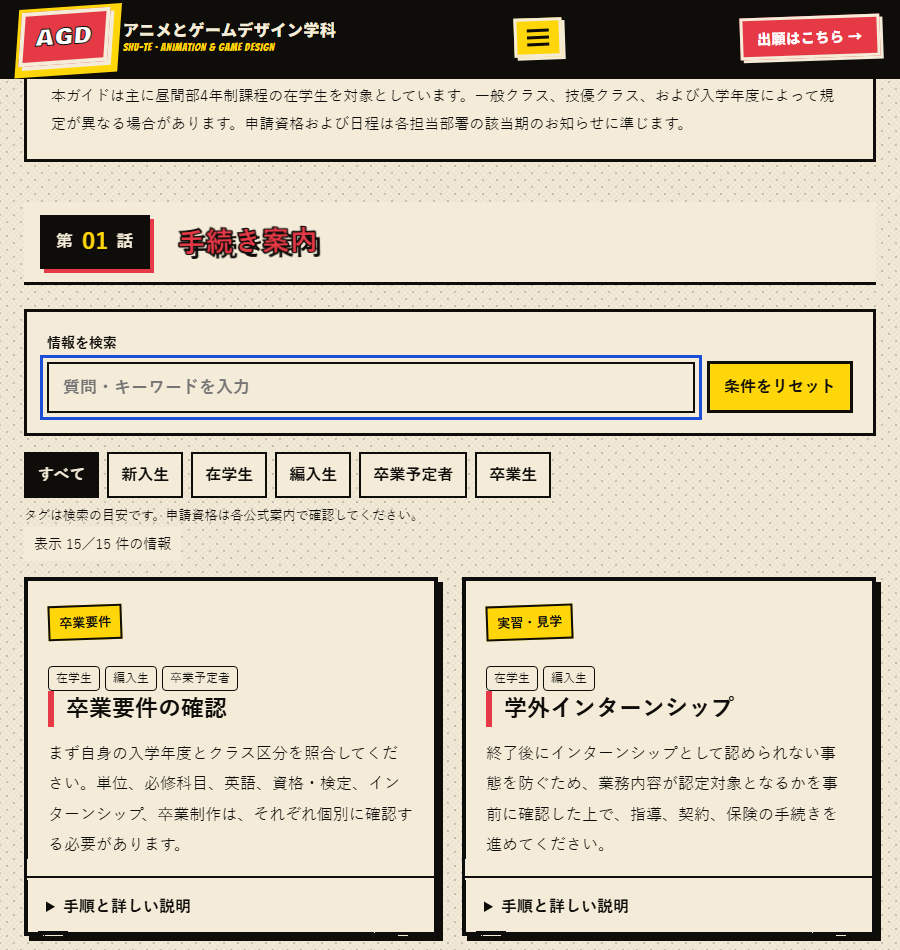 AGD
アニメとゲームデザイン学科
SHU-TE · ANIMATION & GAME DESIGN
出願はこちら →
本ガイドは主に昼間部4年制課程の在学生を対象としています。一般クラス、技優クラス、および入学年度によって規
定が異なる場合があります。申請資格および日程は各担当部署の該当期のお知らせに準じます。
第 01 話
手続き案内
情報を検索
質問・キーワードを入力
条件をリセット
すべて
新入生
在学生
編入生
卒業予定者
卒業生
タグは検索の目安です。申請資格は各公式案内で確認してください。
表示 15／15 件の情報
卒業要件
在学生
編入生
卒業予定者
卒業要件の確認
まず自身の入学年度とクラス区分を照合してくだ
さい。単位、必修科目、英語、資格・検定、イン
ターンシップ、卒業制作は、それぞれ個別に確認す
る必要があります。
▶ 手順と詳しい説明
実習・見学
在学生
編入生
学外インターンシップ
終了後にインターンシップとして認められない事
態を防ぐため、業務内容が認定対象となるかを事
前に確認した上で、指導、契約、保険の手続きを
進めてください。
▶ 手順と詳しい説明